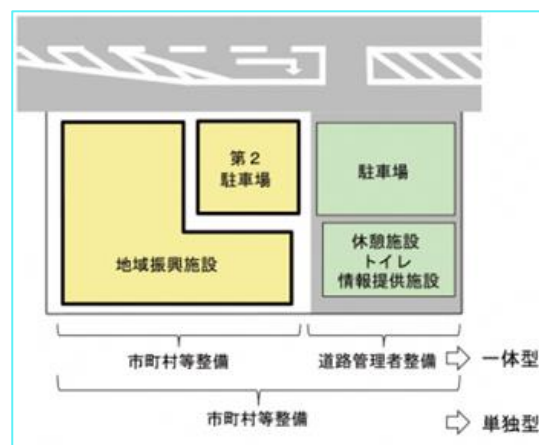 第２
駐車場
駐車場
地域振興施設
休憩施設
トイレ
情報提供施設
市町村等整備
道路管理者整備
一体型
市町村等整備
単独型